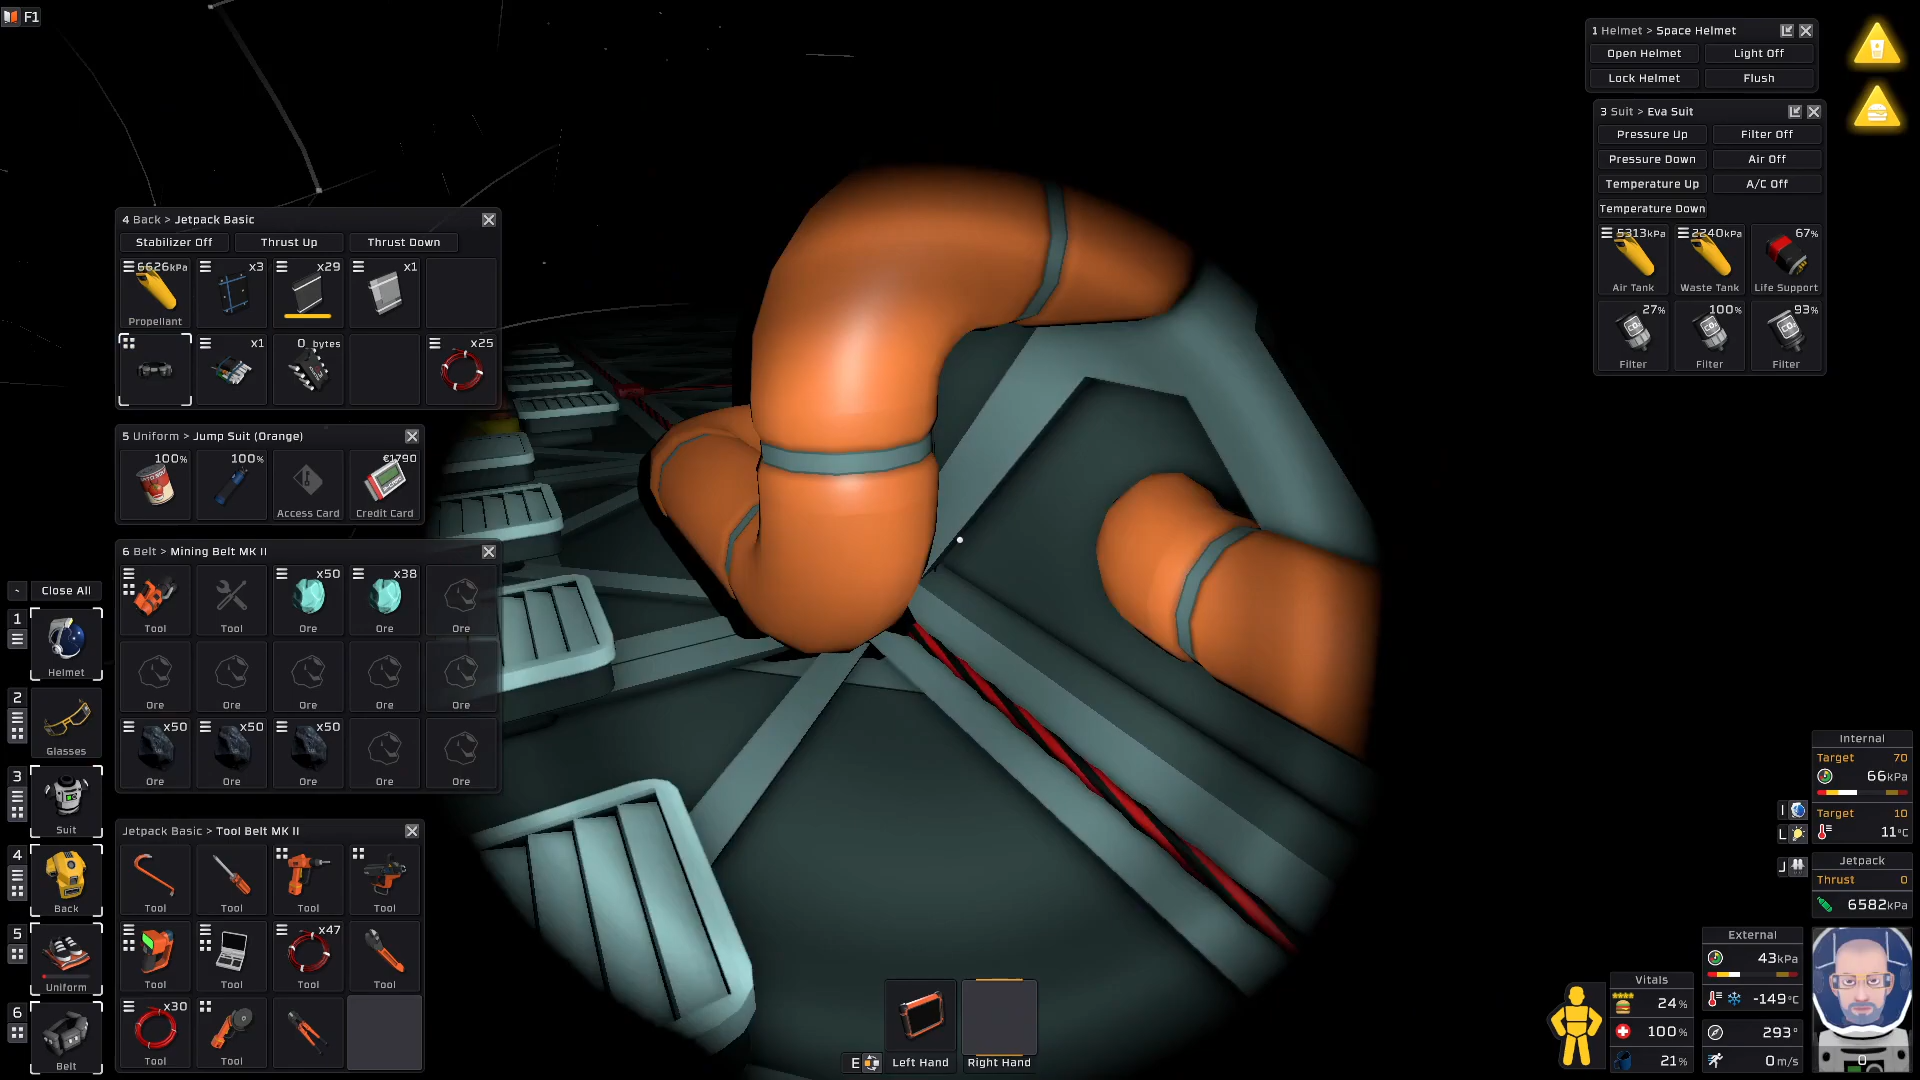 F1
1 Helmet > Space Helmet
Open Helmet Light Off
Lock Helmet Flush
3 Suit > Eva Suit
Pressure Up Filter Off
Pressure Down Air Off
Temperature Up A/C Off
Temperature Down
5313kPa 2240kPa 67%
Air Tank Waste Tank Life Support
27% 100% 93%
Filter Filter Filter
4 Back > Jetpack Basic
Stabilizer Off Thrust Up Thrust Down
6626kPa x3 x29 x1
Propellant
x1 0 bytes x25
5 Uniform > Jump Suit (Orange)
100% 100% €1790
Access Card Credit Card
6 Belt > Mining Belt MK II
x50 x38
Tool Tool Ore Ore Ore
Ore Ore Ore Ore Ore
x50 x50 x50
Ore Ore Ore Ore Ore
~ Close All
1 Helmet
2 Glasses
3 Suit
4 Back
5 Uniform
6 Belt
Jetpack Basic > Tool Belt MK II
Tool Tool Tool Tool
x47
Tool Tool Tool Tool
x30
Tool Tool Tool
E Left Hand Right Hand
Internal
Target 70
66kPa
Target 10
11°C
I
L
J
Jetpack
Thrust 0
6582kPa
External
43kPa
-149°C
293°
0m/s
Vitals
24%
100%
21%
0